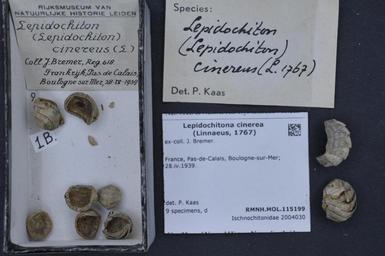 RIJKSMUSEUM VAN
NATUURLIJKE HISTORIE LEIDEN
Lepidochiton
(Lepidochiton)
cinereus (L.)
Coll. J. Bremer, Reg. 618
Frankrijk, Pas de Calais,
Boulogne sur Mer, 28-IV-1939
1B.
Species:
Lepidochiton
(Lepidochiton)
cinereus (L. 1767)
Det. P. Kaas
Lepidochitona cinerea
(Linnaeus, 1767)
ex-coll. J. Bremer
France, Pas-de-Calais, Boulogne-sur-Mer;
28.iv.1939.
det. P. Kaas
9 specimens, d
RMNH.MOL.115199
Ischnochitonidae 2004030